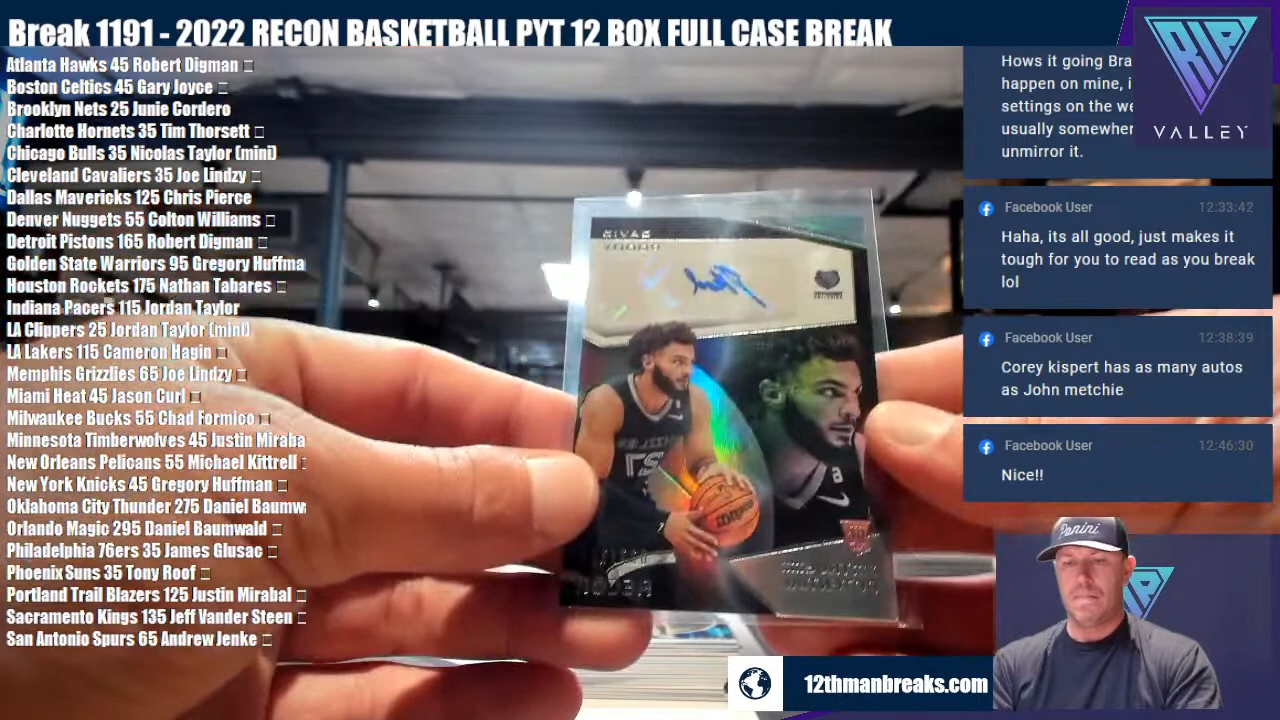 Break 1191 - 2022 RECON BASKETBALL PYT 12 BOX FULL CASE BREAK
Atlanta Hawks 45 Robert Digman
Boston Celtics 45 Gary Joyce
Brooklyn Nets 25 Junie Cordero
Charlotte Hornets 35 Tim Thorsett
Chicago Bulls 35 Nicolas Taylor (mini)
Cleveland Cavaliers 35 Joe Lindzy
Dallas Mavericks 125 Chris Pierce
Denver Nuggets 55 Colton Williams
Detroit Pistons 165 Robert Digman
Golden State Warriors 95 Gregory Huffma
Houston Rockets 175 Nathan Tabares
Indiana Pacers 115 Jordan Taylor
LA Clippers 25 Jordan Taylor (mini)
LA Lakers 115 Cameron Hagin
Memphis Grizzlies 65 Joe Lindzy
Miami Heat 45 Jason Curl
Milwaukee Bucks 55 Chad Formico
Minnesota Timberwolves 45 Justin Miraba
New Orleans Pelicans 55 Michael Kittrell
New York Knicks 45 Gregory Huffman
Oklahoma City Thunder 275 Daniel Baumw
Orlando Magic 295 Daniel Baumwald
Philadelphia 76ers 35 James Glusac
Phoenix Suns 35 Tony Roof
Portland Trail Blazers 125 Justin Mirabal
Sacramento Kings 135 Jeff Vander Steen
San Antonio Spurs 65 Andrew Jenke
Hows it going Bra
happen on mine, i
settings on the we
usually somewher
unmirror it.
RIP
VALLEY
Facebook User 12:33:42
Haha, its all good, just makes it
tough for you to read as you break
lol
Facebook User 12:38:39
Corey kispert has as many autos
as John metchie
Facebook User 12:46:30
Nice!!
Panini
RIP
12thmanbreaks.com